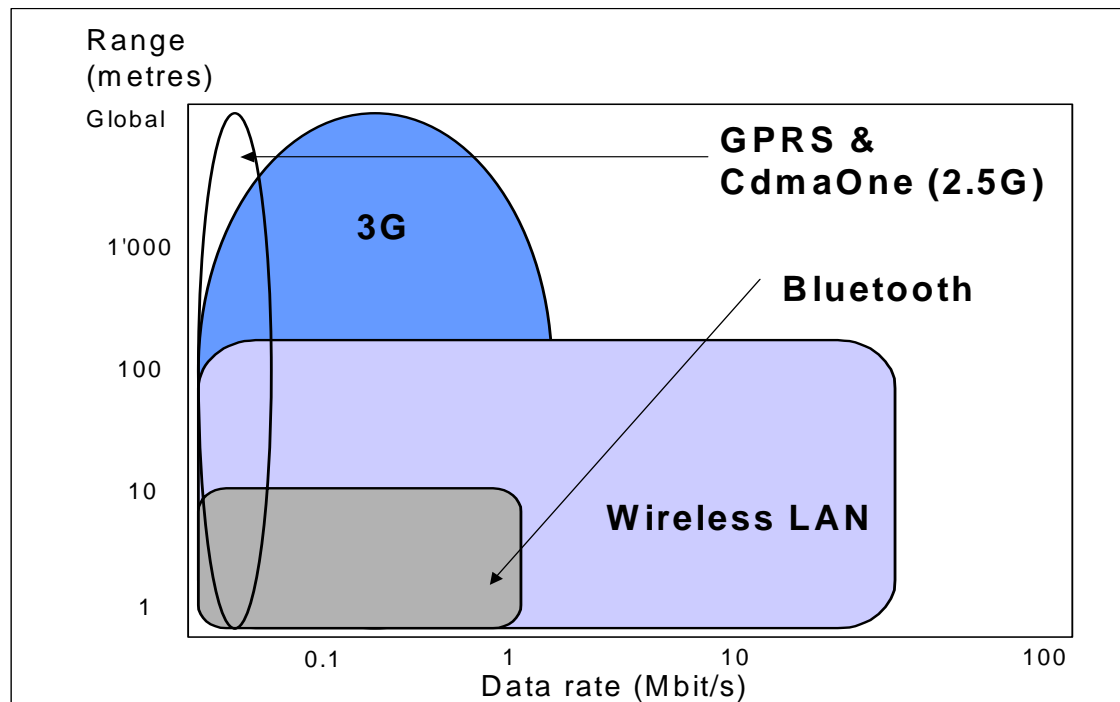 Range
(metres)
Global
GPRS &
CdmaOne (2.5G)
3G
1'000
Bluetooth
100
10
Wireless LAN
1
0.1
1
10
100
Data rate (Mbit/s)